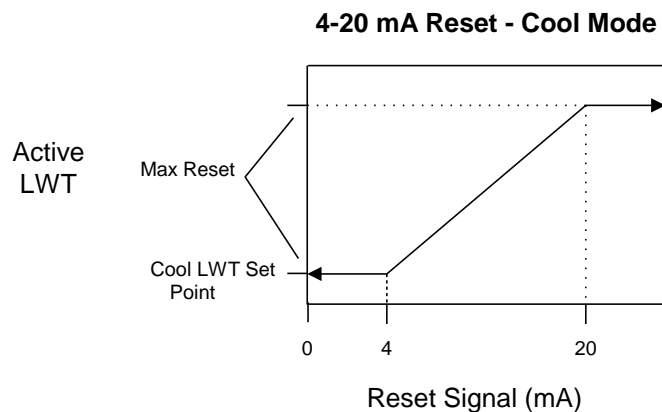 4-20 mA Reset - Cool Mode
Active
LWT
Max Reset
Cool LWT Set
Point
0
4
20
Reset Signal (mA)